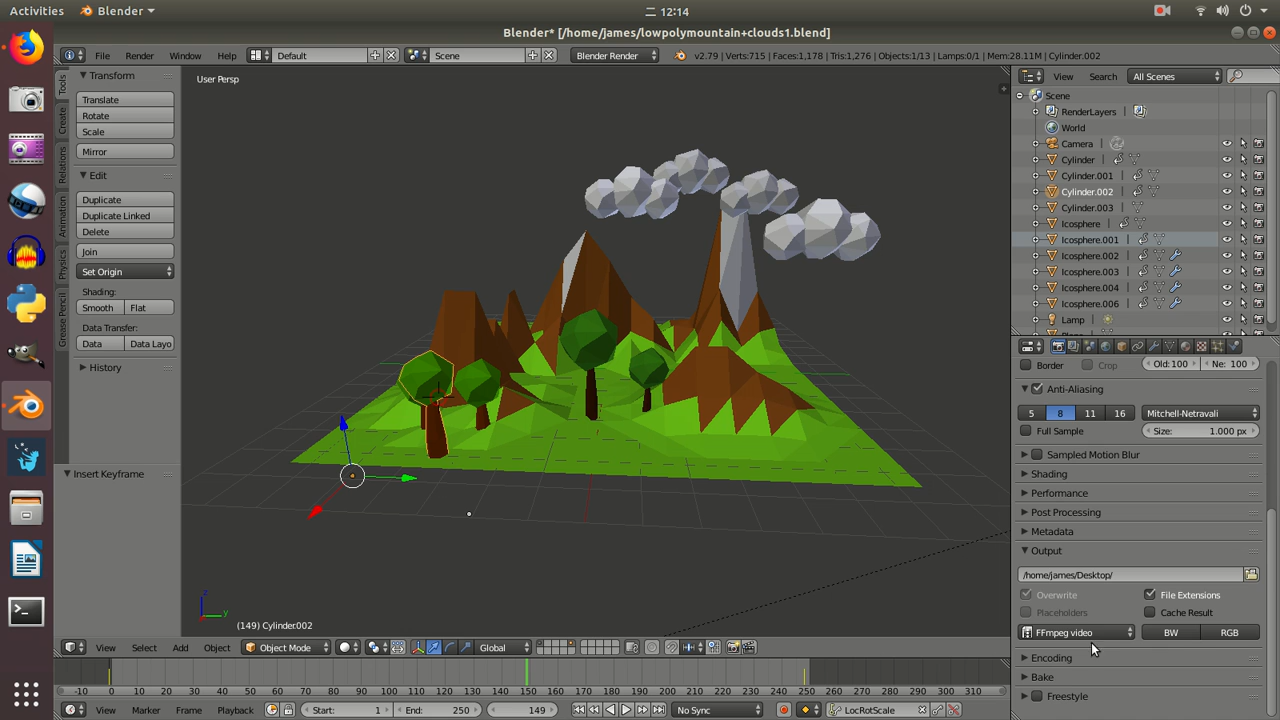 Activities Blender 二 12:14
Blender* [/home/james/lowpolymountain+clouds1.blend]
File Render Window Help Default Scene Blender Render v2.79 | Verts:715 | Faces:1,178 | Tris:1,276 | Objects:1/13 | Lamps:0/1 | Mem:28.11M | Cylinder.002
Tools
Create
Relations
Animation
Physics
Grease Pencil
Transform
Translate
Rotate
Scale
Mirror
Edit
Duplicate
Duplicate Linked
Delete
Join
Set Origin
Shading:
Smooth Flat
Data Transfer:
Data Data Layo
History
Insert Keyframe
User Persp
z
y
(149) Cylinder.002
View Search All Scenes
Scene
RenderLayers
World
Camera
Cylinder
Cylinder.001
Cylinder.002
Cylinder.003
Icosphere
Icosphere.001
Icosphere.002
Icosphere.003
Icosphere.004
Icosphere.006
Lamp
Border Crop Old: 100 Ne: 100
Anti-Aliasing
5 8 11 16 Mitchell-Netravali
Full Sample Size: 1.000 px
Sampled Motion Blur
Shading
Performance
Post Processing
Metadata
Output
/home/james/Desktop/
Overwrite File Extensions
Placeholders Cache Result
FFmpeg video BW RGB
Encoding
Bake
Freestyle
View Select Add Object Object Mode Global
-10 0 10 20 30 40 50 60 70 80 90 100 110 120 130 140 150 160 170 180 190 200 210 220 230 240 250 260 270 280 290 300 310
View Marker Frame Playback Start: 1 End: 250 149 No Sync LocRotScale